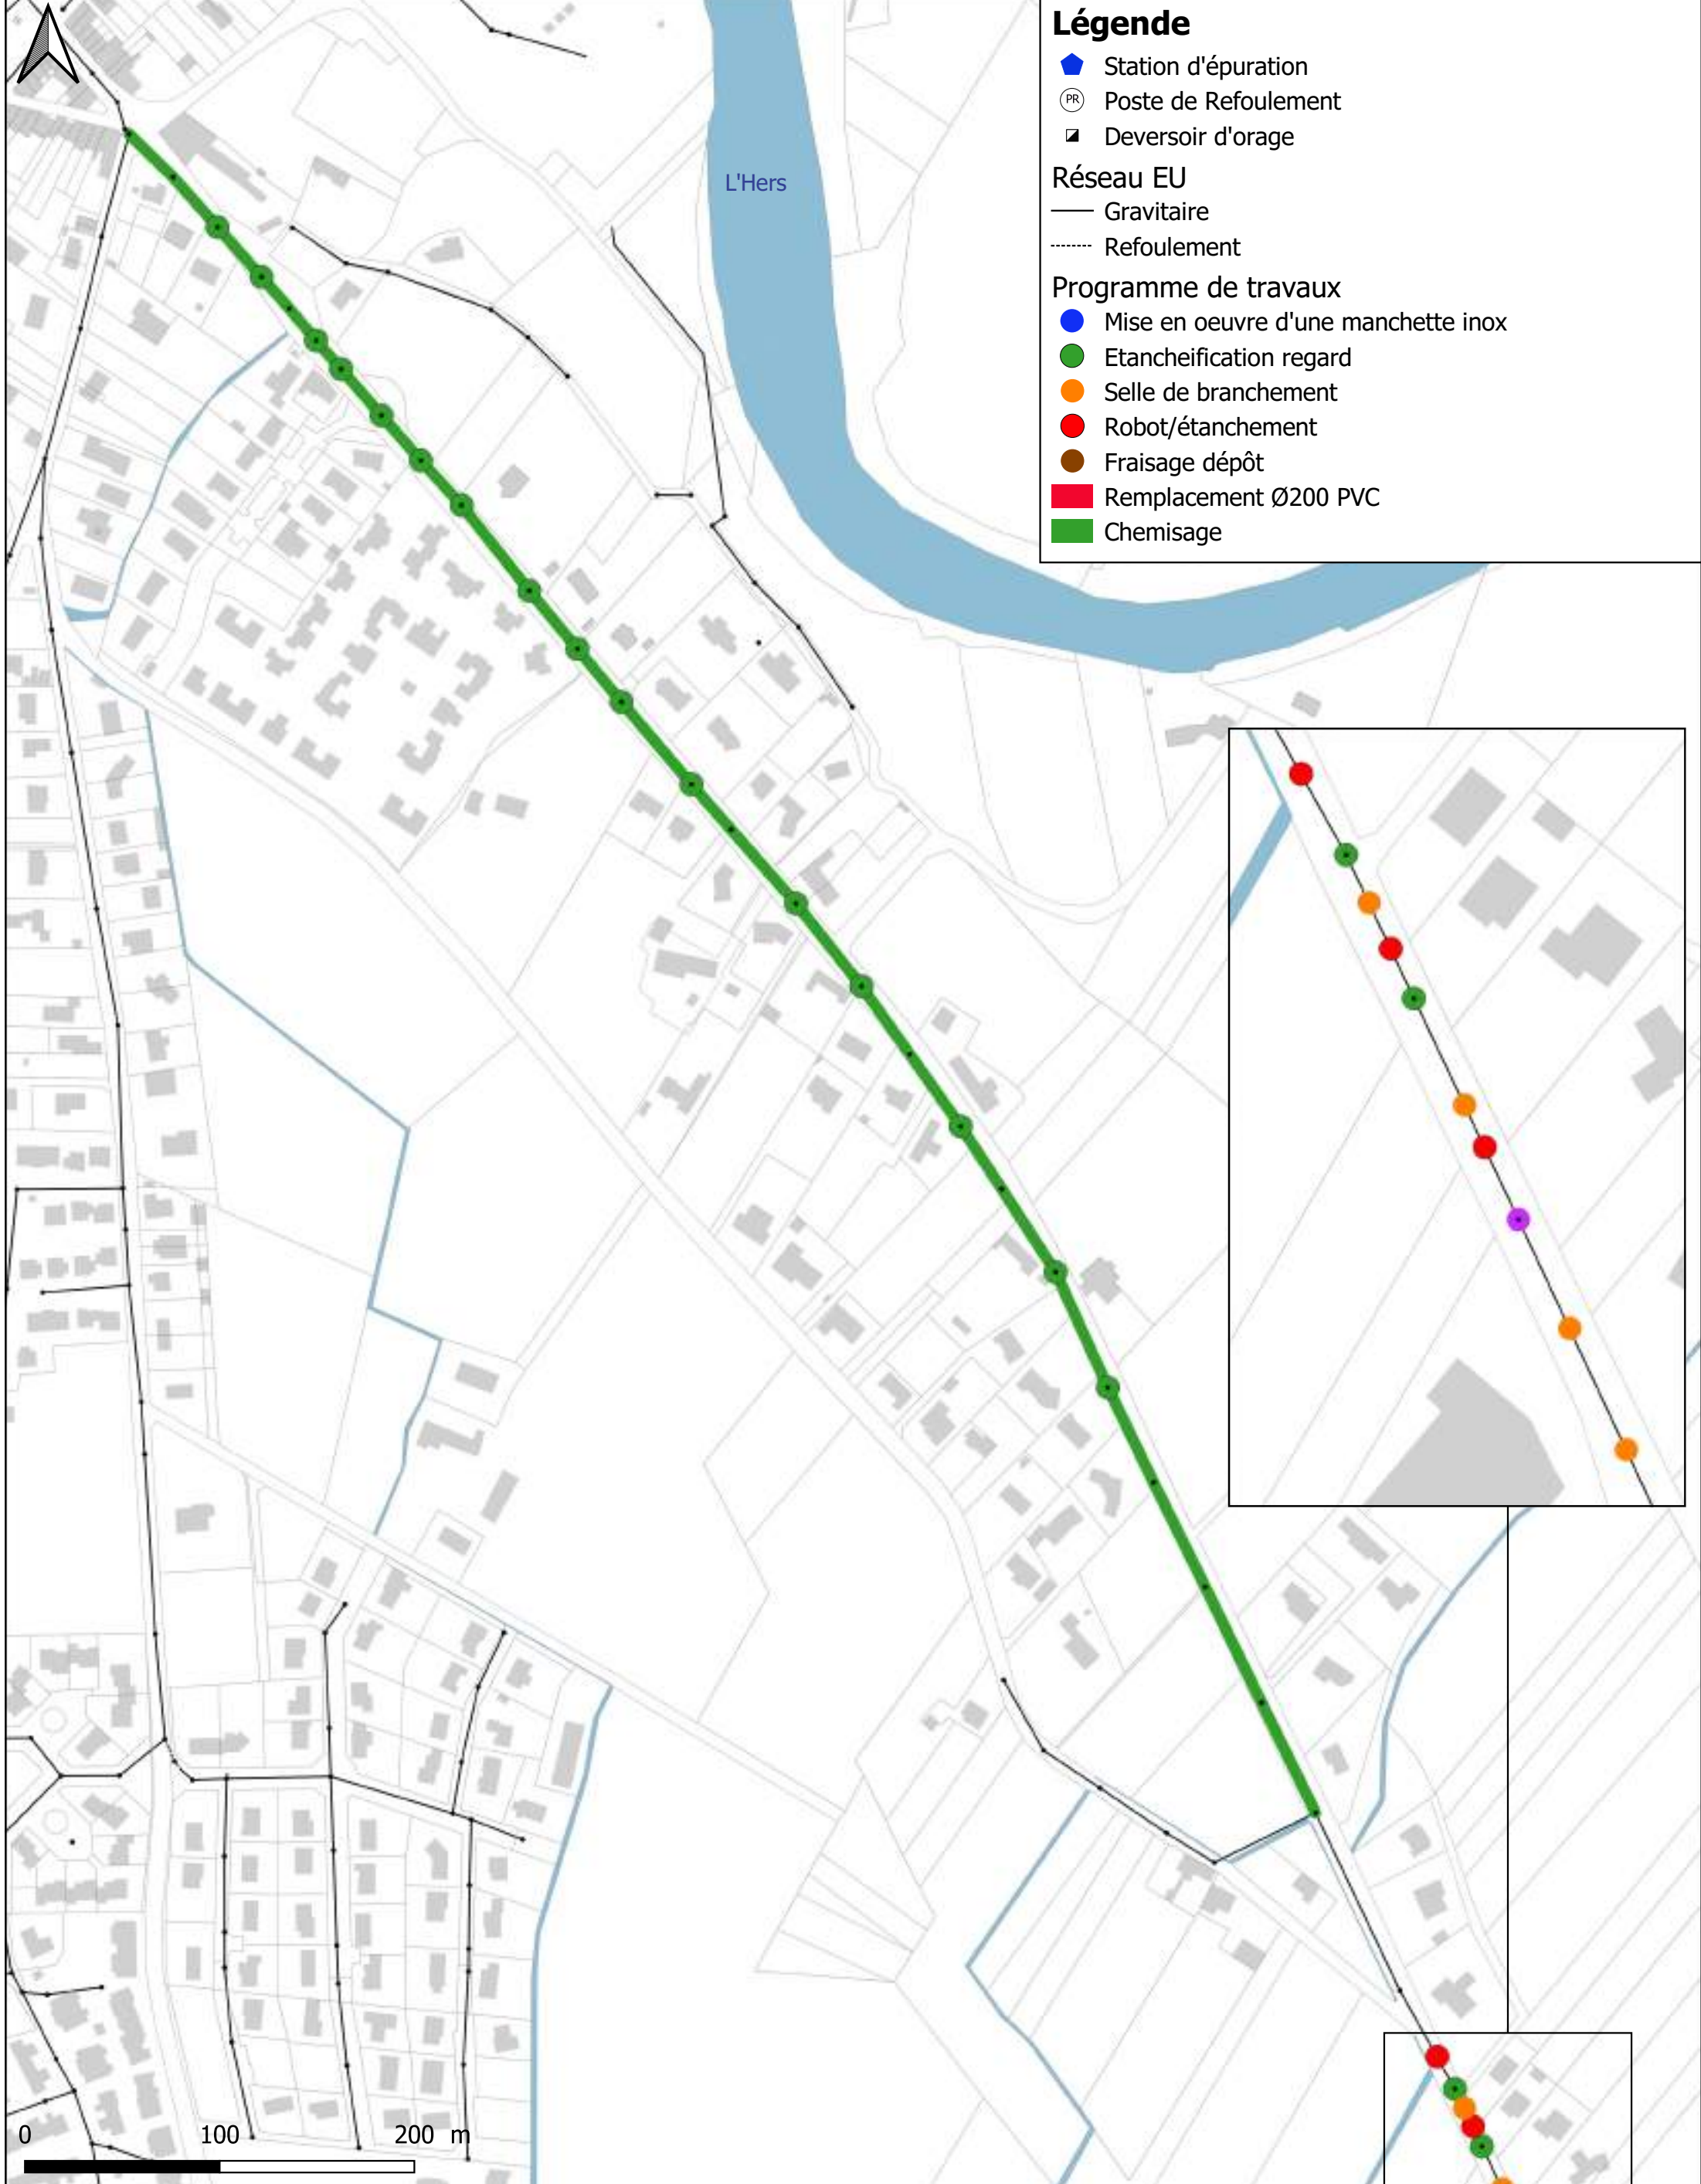 Légende
Station d'épuration
PR Poste de Refoulement
Deversoir d'orage
Réseau EU
Gravitaire
Refoulement
Programme de travaux
Mise en oeuvre d'une manchette inox
Etancheification regard
Selle de branchement
Robot/étanchement
Fraisage dépôt
Remplacement Ø200 PVC
Chemisage
L'Hers
0 100 200 m